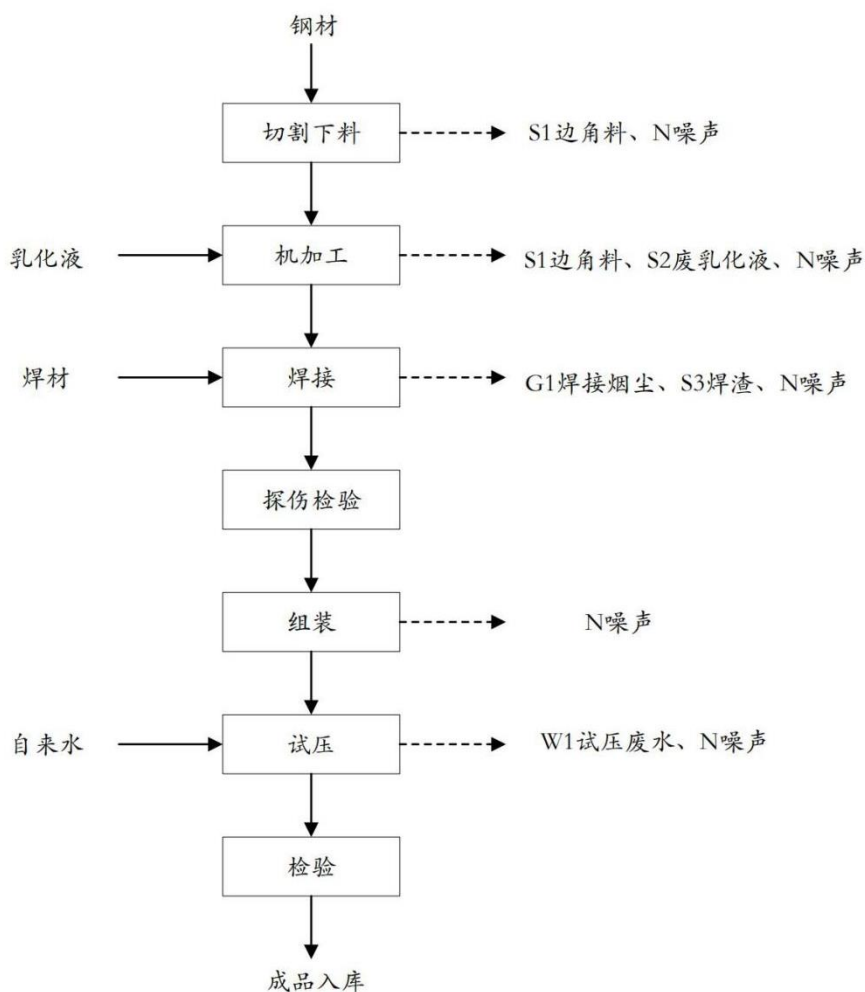 钢材
切割下料
S1边角料、N噪声
乳化液
机加工
S1边角料、S2废乳化液、N噪声
焊材
焊接
G1焊接烟尘、S3焊渣、N噪声
探伤检验
组装
N噪声
自来水
试压
W1试压废水、N噪声
检验
成品入库